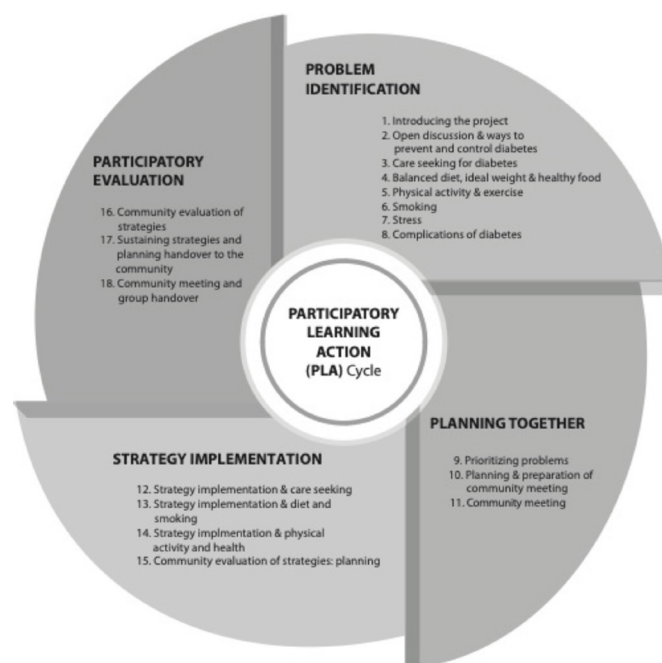 PROBLEM
IDENTIFICATION
1. Introducing the project
2. Open discussion & ways to
prevent and control diabetes
3. Care seeking for diabetes
4. Balanced diet, ideal weight & healthy food
5. Physical activity & exercise
6. Smoking
7. Stress
8. Complications of diabetes
PARTICIPATORY
EVALUATION
16. Community evaluation of
strategies
17. Sustaining strategies and
planning handover to the
community
18. Community meeting and
group handover
PARTICIPATORY
LEARNING
ACTION
(PLA) Cycle
PLANNING TOGETHER
9. Prioritizing problems
10. Planning & preparation of
community meeting
11. Community meeting
STRATEGY IMPLEMENTATION
12. Strategy implementation & care seeking
13. Strategy implementation & diet and
smoking
14. Strategy implmentation & physical
activity and health
15. Community evaluation of strategies: planning